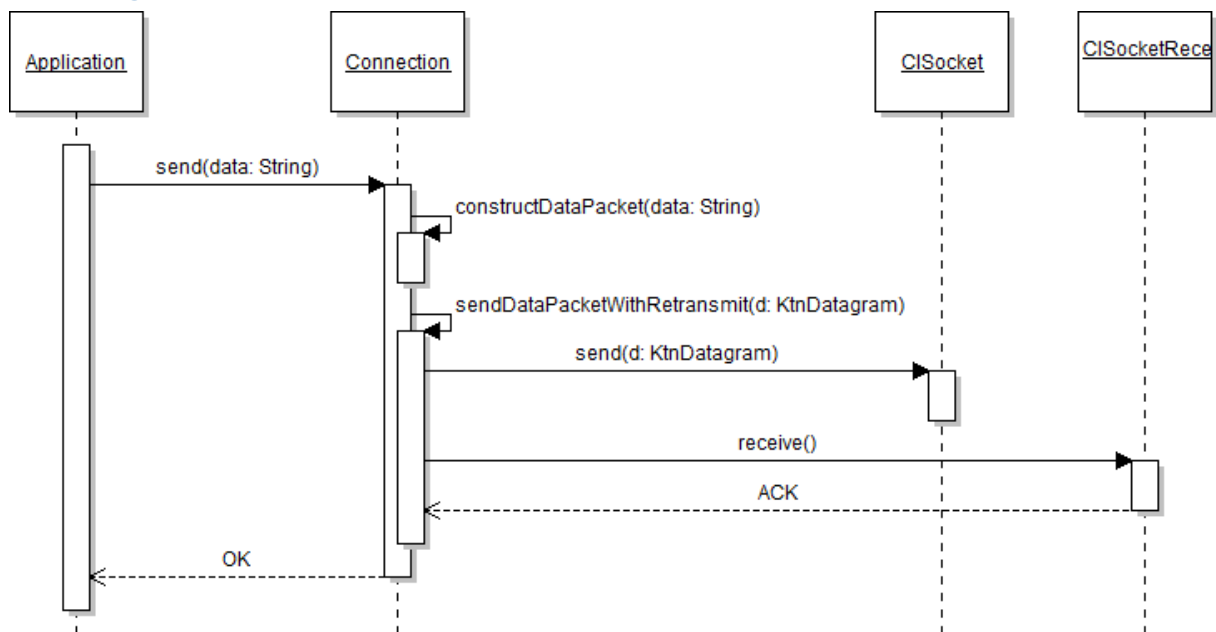 Application
Connection
ClSocket
ClSocketRece
send(data: String)
constructDataPacket(data: String)
sendDataPacketWithRetransmit(d: KtnDatagram)
send(d: KtnDatagram)
receive()
ACK
OK